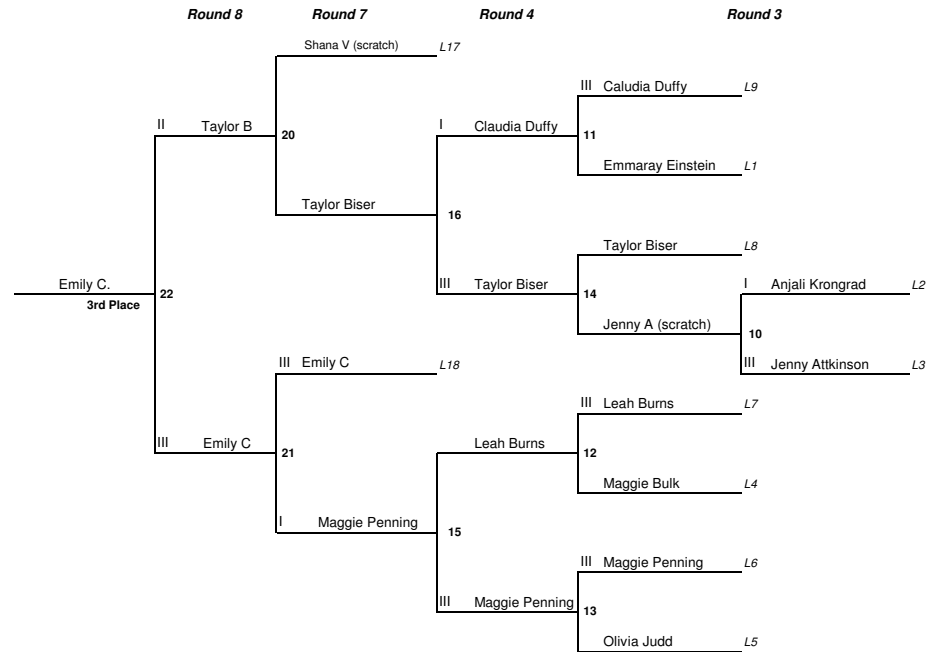 Round 8 Round 7 Round 4 Round 3
Shana V (scratch) L17
III Caludia Duffy L9
II Taylor B 20 I Claudia Duffy 11
Emmaray Einstein L1
Taylor Biser 16
Taylor Biser L8
Emily C. 22 III Taylor Biser 14 I Anjali Krongrad L2
3rd Place
Jenny A (scratch) 10
III Emily C L18 III Jenny Attkinson L3
III Leah Burns L7
III Emily C 21 Leah Burns 12
Maggie Bulk L4
I Maggie Penning 15
III Maggie Penning L6
III Maggie Penning 13
Olivia Judd L5